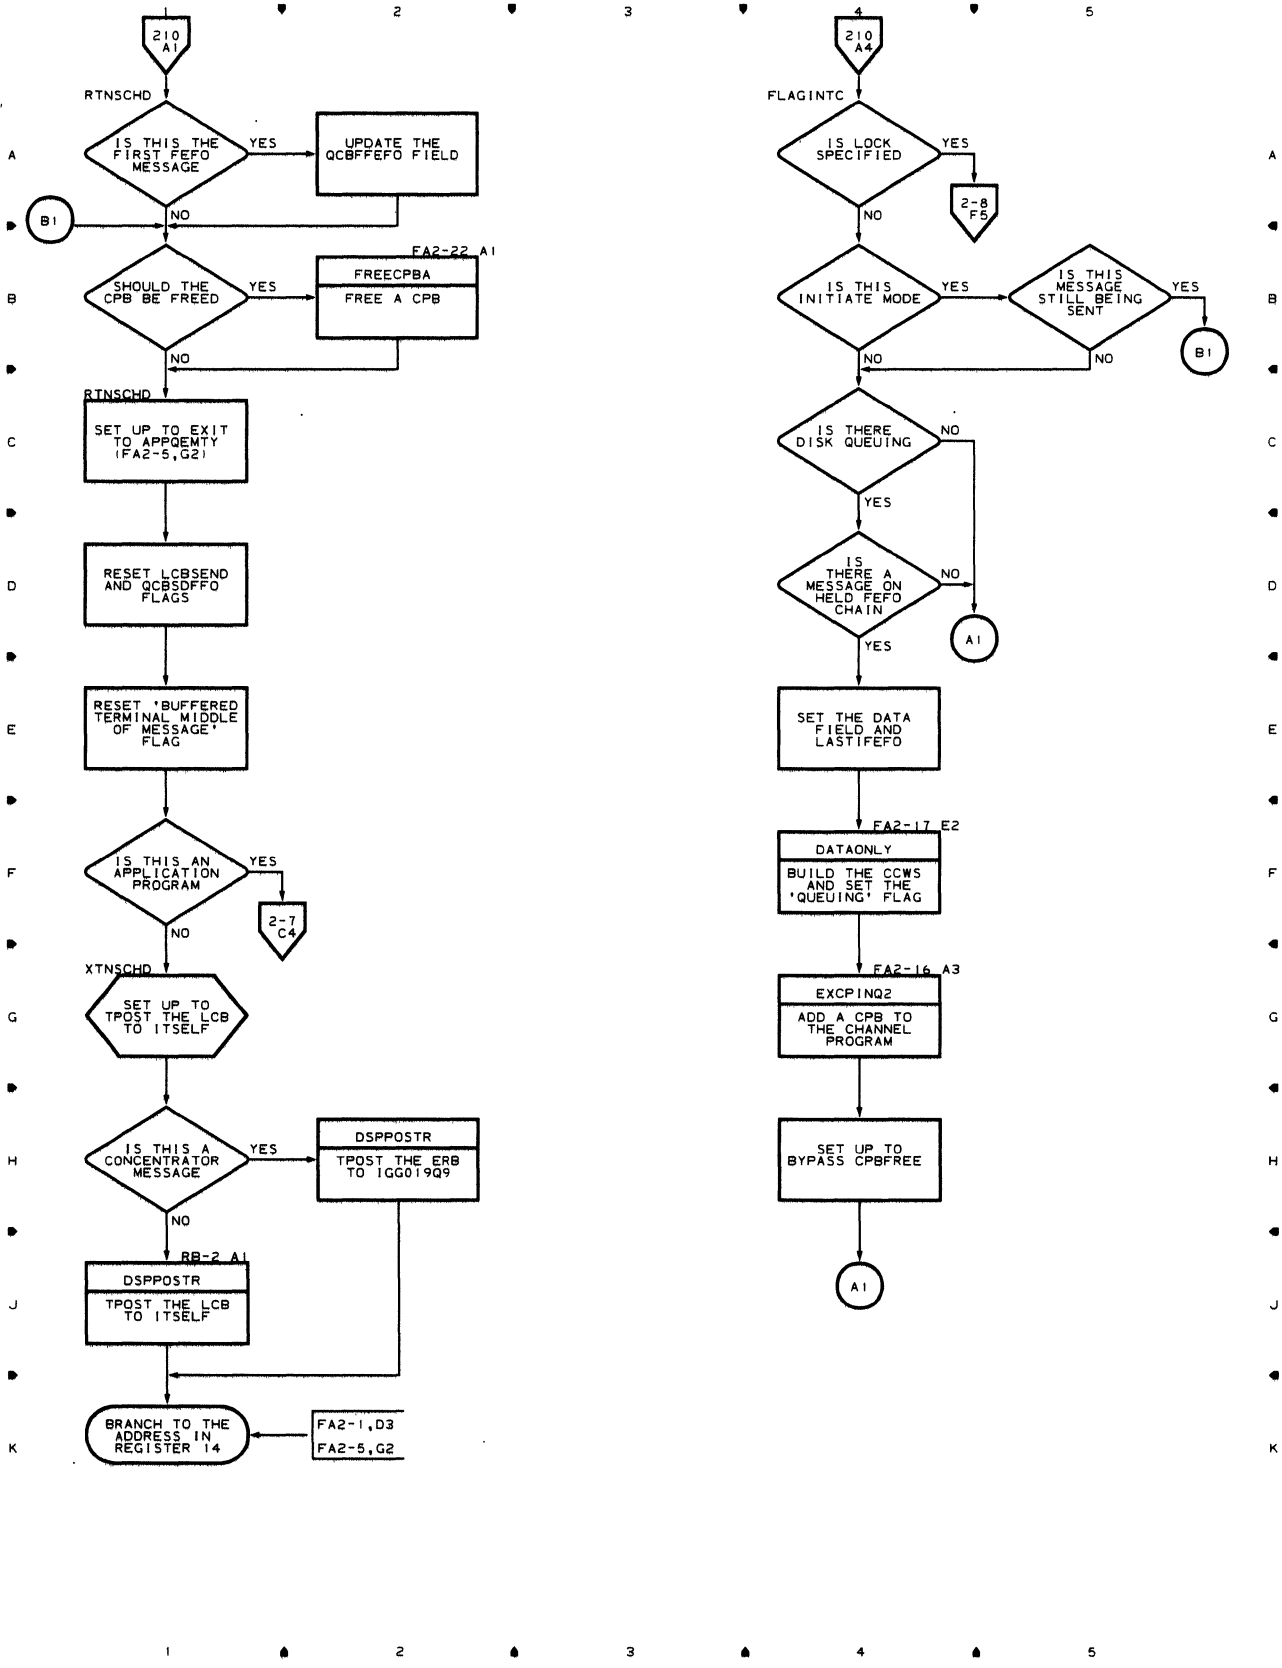 1 2 3 4 5
210
A1
RTNSCHD
A
IS THIS THE
FIRST FEFO
MESSAGE
YES
UPDATE THE
QCBFFEFO FIELD
NO
B1
B
SHOULD THE
CPB BE FREED
YES
FA2-22 A1
FREECPBA
FREE A CPB
NO
RTNSCHD
C
SET UP TO EXIT
TO APPQEMTY
(FA2-5,G2)
D
RESET LCBSEND
AND QCBSDFFO
FLAGS
E
RESET 'BUFFERED
TERMINAL MIDDLE
OF MESSAGE'
FLAG
F
IS THIS AN
APPLICATION
PROGRAM
YES
2-7
C4
NO
XTNSCHD
G
SET UP TO
TPOST THE LCB
TO ITSELF
H
IS THIS A
CONCENTRATOR
MESSAGE
YES
DSPPOSTR
TPOST THE ERB
TO IGG019Q9
NO
RB-2 A1
J
DSPPOSTR
TPOST THE LCB
TO ITSELF
K
BRANCH TO THE
ADDRESS IN
REGISTER 14
FA2-1,D3
FA2-5,G2
210
A4
FLAGINTC
IS LOCK
SPECIFIED
YES
A
2-8
F5
NO
IS THIS
INITIATE MODE
YES
IS THIS
MESSAGE
STILL BEING
SENT
YES
B
B1
NO
NO
IS THERE
DISK QUEUING
NO
C
YES
IS
THERE A
MESSAGE ON
HELD FEFO
CHAIN
NO
D
A1
YES
SET THE DATA
FIELD AND
LASTIFEFO
E
FA2-17 E2
DATAONLY
BUILD THE CCWS
AND SET THE
'QUEUING' FLAG
F
FA2-16 A3
EXCPINQ2
ADD A CPB TO
THE CHANNEL
PROGRAM
G
SET UP TO
BYPASS CPBFREE
H
A1
J
K
1 2 3 4 5